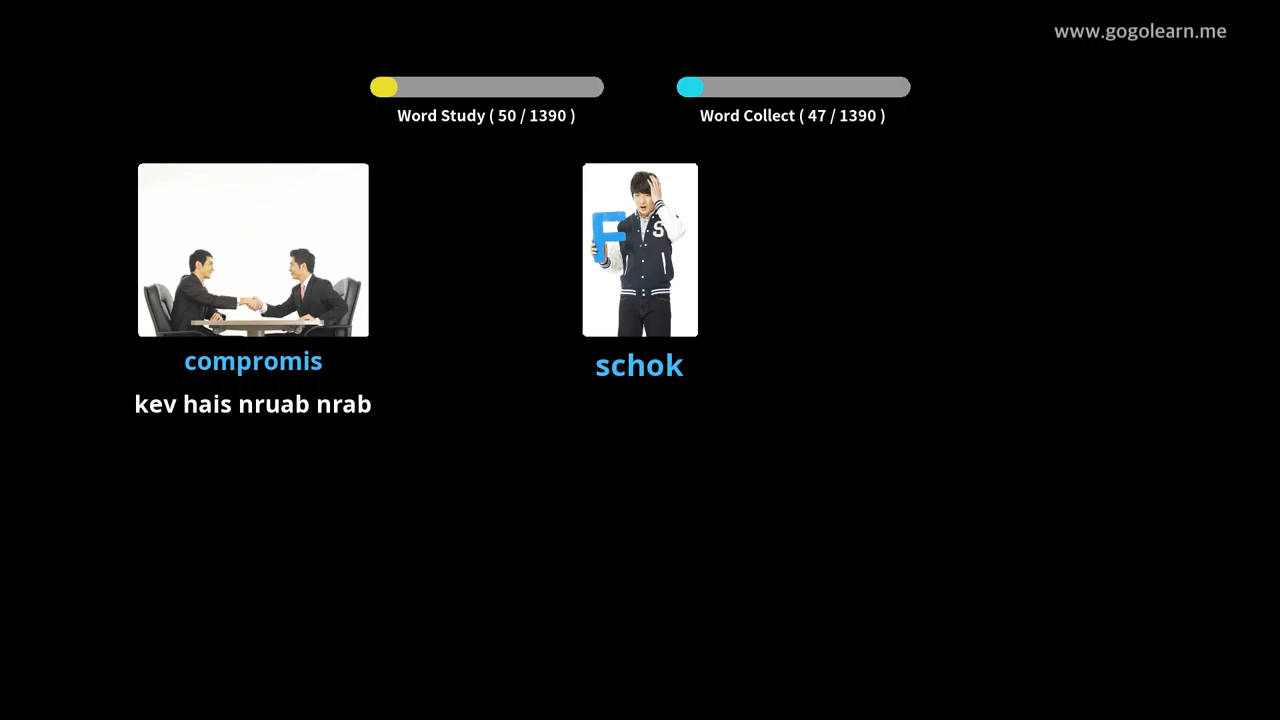 www.gogolearn.me
Word Study ( 50 / 1390 )
Word Collect ( 47 / 1390 )
F
S
compromis
schok
kev hais nruab nrab